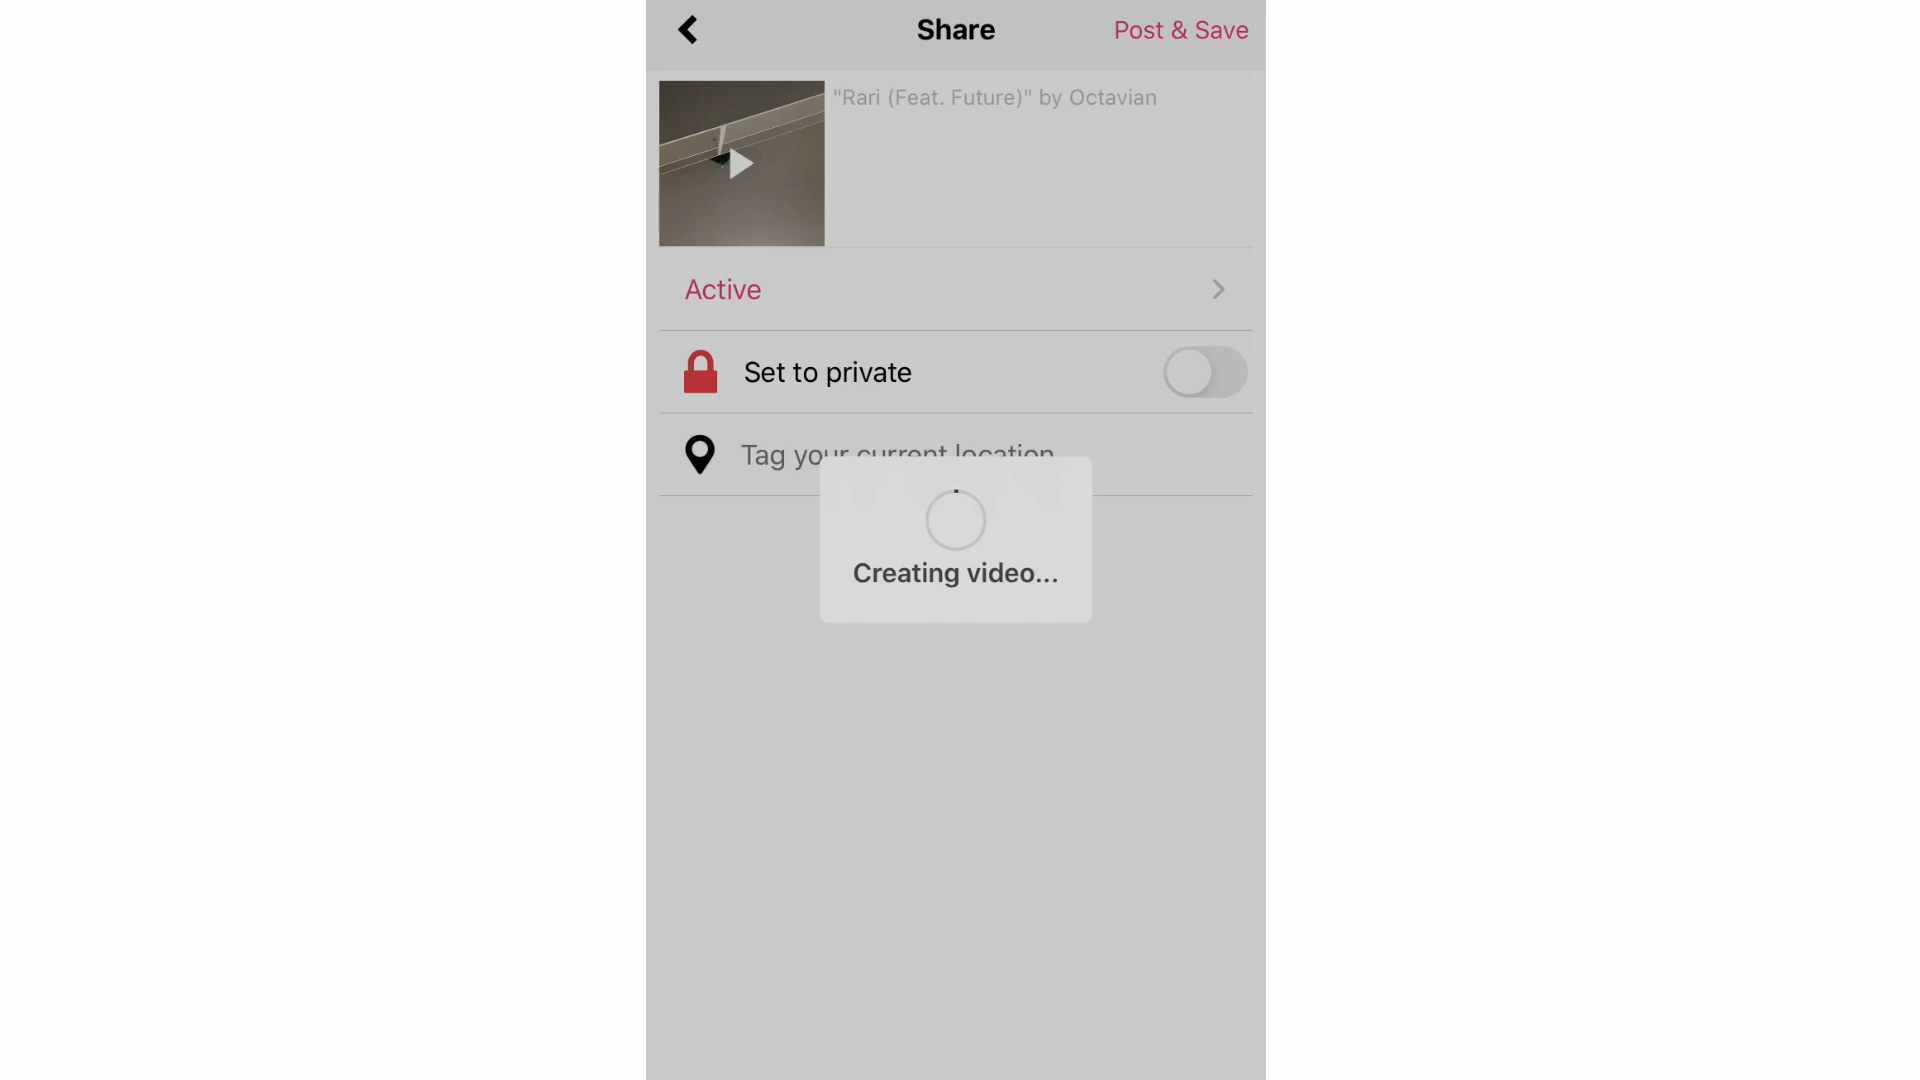 Share
Post & Save
"Rari (Feat. Future)" by Octavian
Active
Set to private
Tag your current location
Creating video...